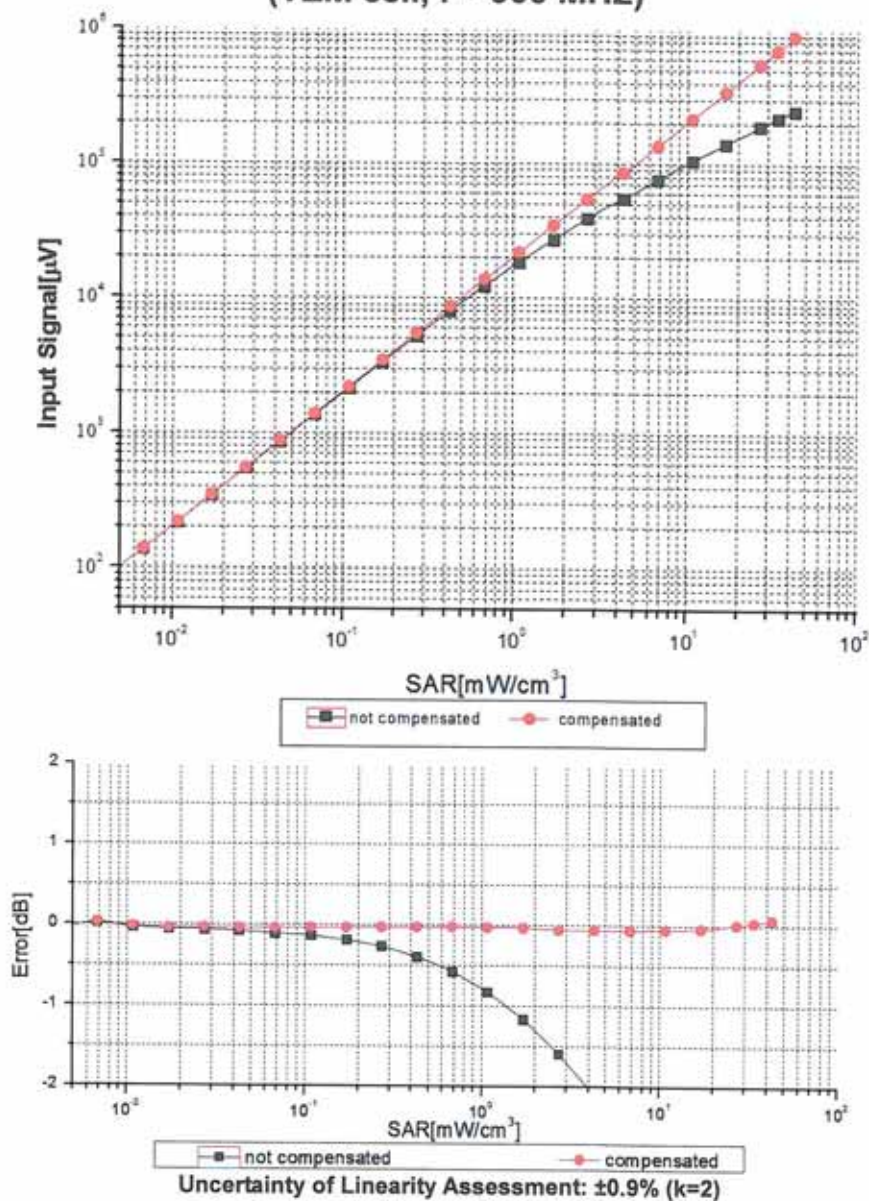 10⁶
10⁵
10⁴
10³
10²
Input Signal[µV]
10⁻² 10⁻¹ 10⁰ 10¹ 10²
SAR[mW/cm³]
not compensated compensated
2
1
0
-1
-2
Error[dB]
10⁻² 10⁻¹ 10⁰ 10¹ 10²
SAR[mW/cm³]
not compensated compensated
Uncertainty of Linearity Assessment: ±0.9% (k=2)